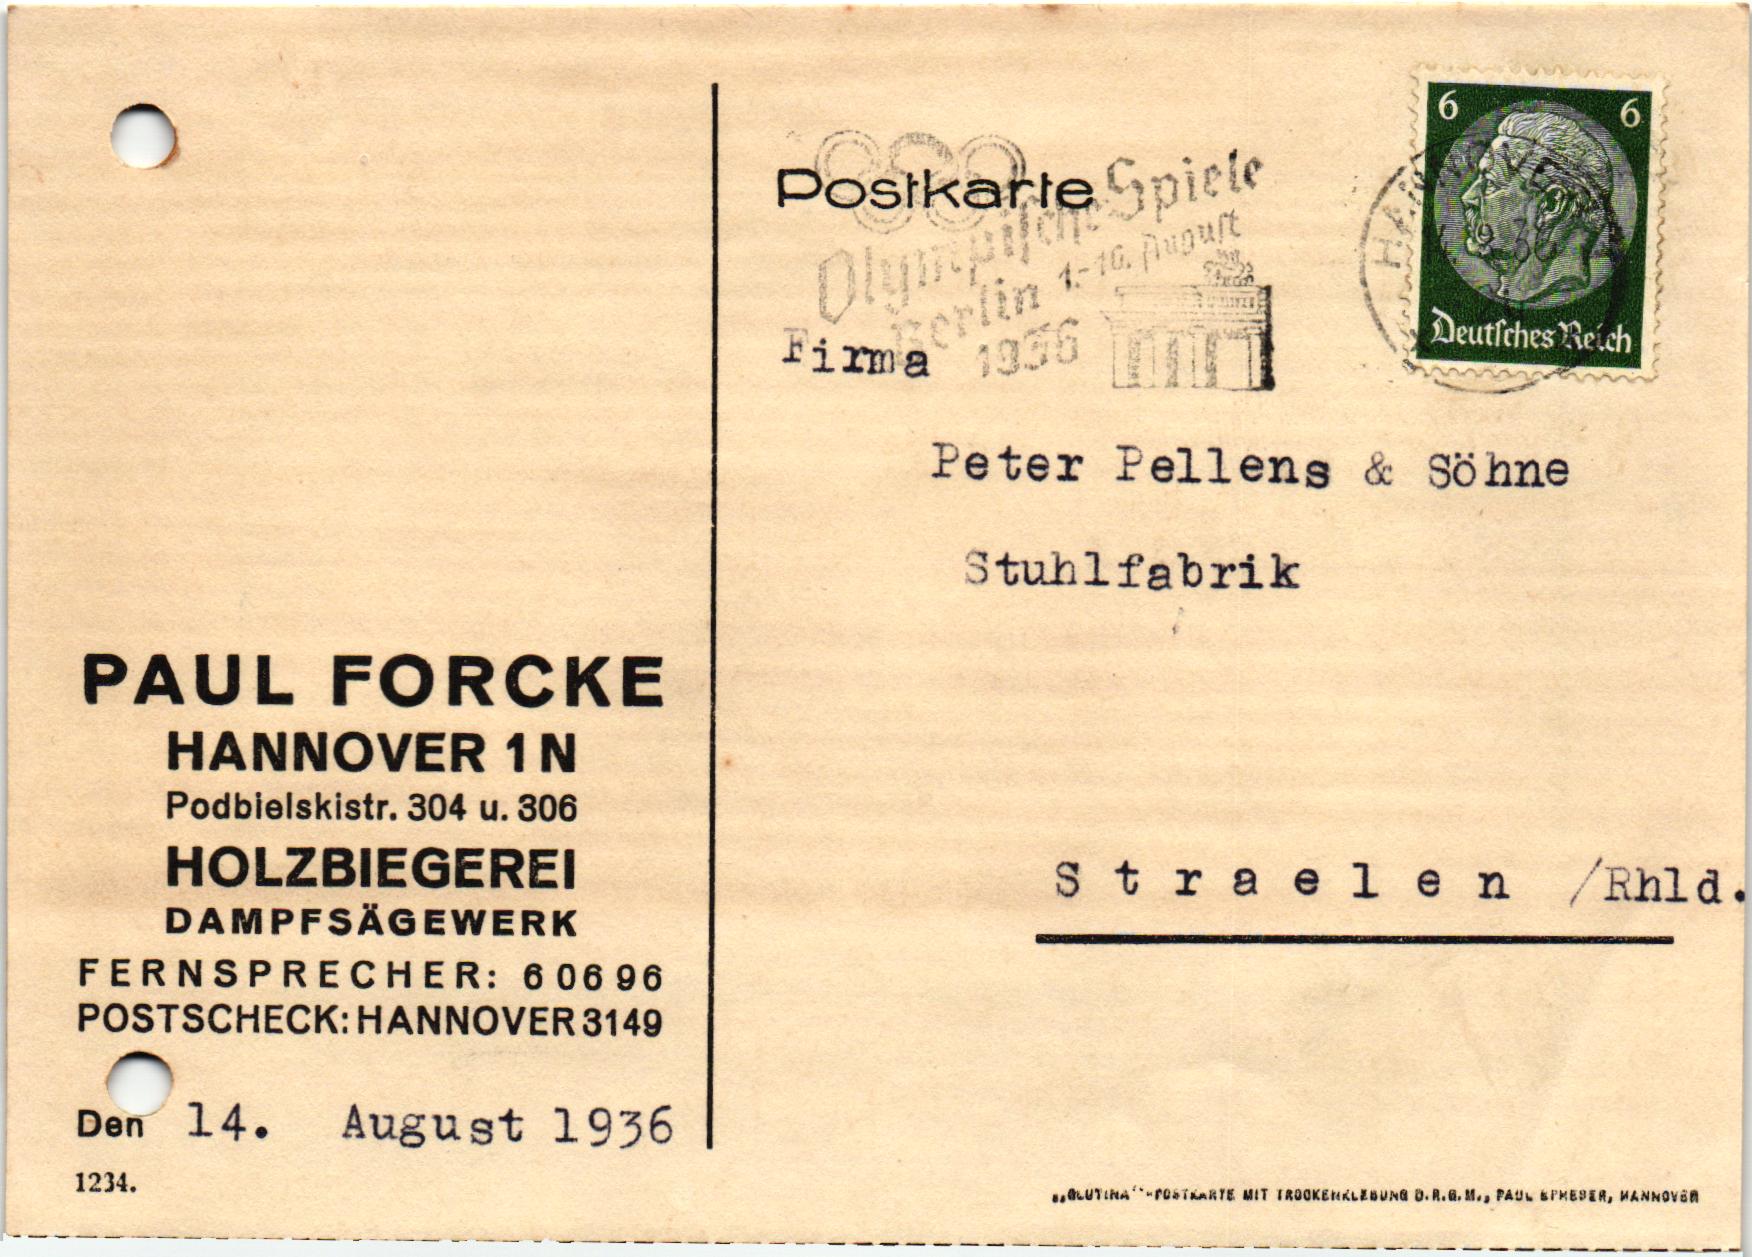 Postkarte
Olympische Spiele
Berlin 1.-16. August
1936
6 6
Deutsches Reich
Firma
Peter Pellens & Söhne
Stuhlfabrik
Straelen /Rhld.
PAUL FORCKE
HANNOVER 1 N
Podbielskistr. 304 u. 306
HOLZBIEGEREI
DAMPFSÄGEWERK
FERNSPRECHER: 60696
POSTSCHECK: HANNOVER 3149
Den 14. August 1936
1234.
„GLUTINA“-POSTKARTE MIT TROCKENKLEBUNG D.R.G.M., PAUL HANNOVER